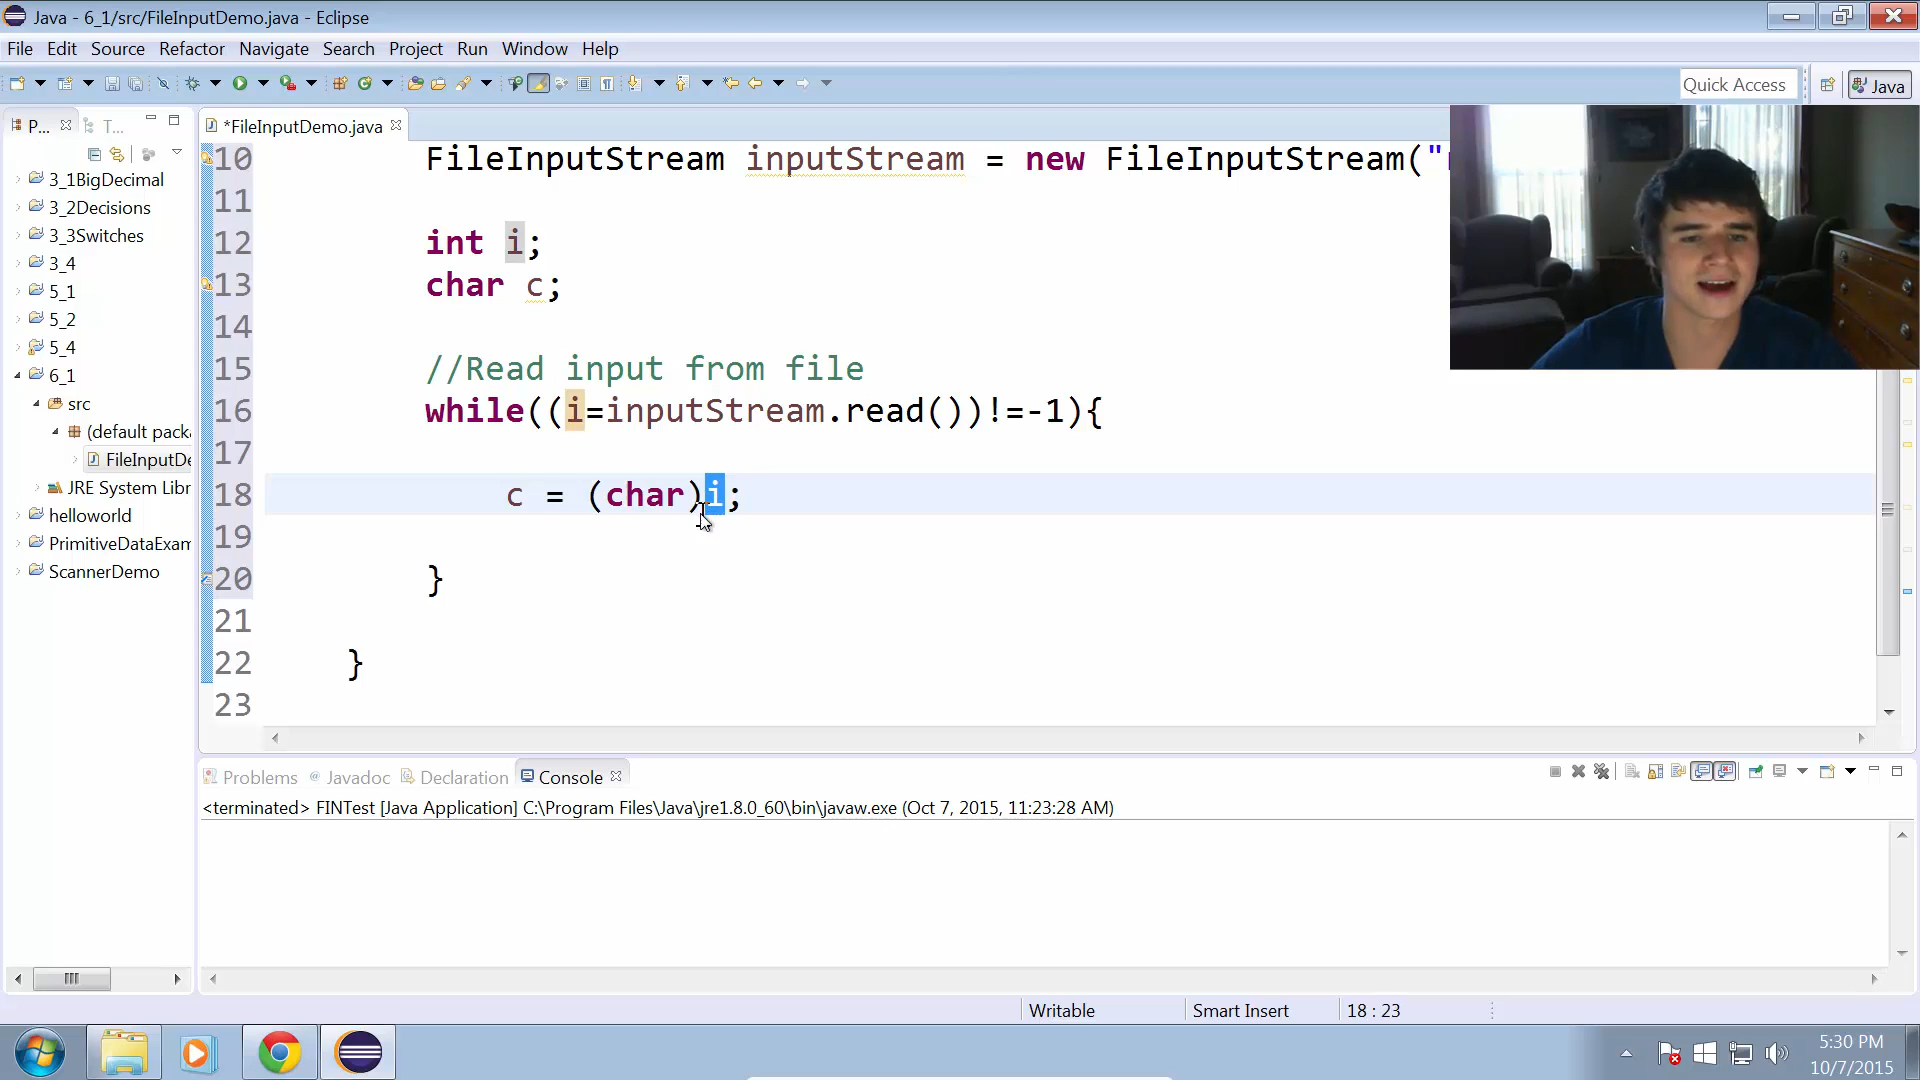 Java - 6_1/src/FileInputDemo.java - Eclipse
File Edit Source Refactor Navigate Search Project Run Window Help
Quick Access
Java
P...
T...
3_1BigDecimal
3_2Decisions
3_3Switches
3_4
5_1
5_2
5_4
6_1
src
(default packa
FileInputDe
JRE System Libr
helloworld
PrimitiveDataExam
ScannerDemo
*FileInputDemo.java
10 FileInputStream inputStream = new FileInputStream("
11
12 int i;
13 char c;
14
15 //Read input from file
16 while((i=inputStream.read())!=-1){
17
18 c = (char)i;
19
20 }
21
22 }
23
Problems @ Javadoc Declaration Console
<terminated> FINTest [Java Application] C:\Program Files\Java\jre1.8.0_60\bin\javaw.exe (Oct 7, 2015, 11:23:28 AM)
Writable Smart Insert 18 : 23
5:30 PM
10/7/2015